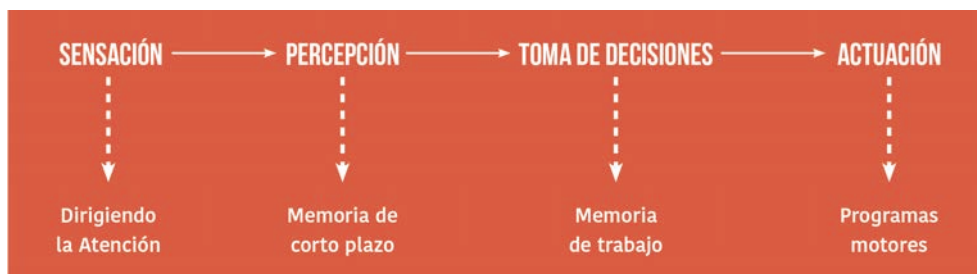 SENSACIÓN PERCEPCIÓN TOMA DE DECISIONES ACTUACIÓN
Dirigiendo
la Atención
Memoria de
corto plazo
Memoria
de trabajo
Programas
motores